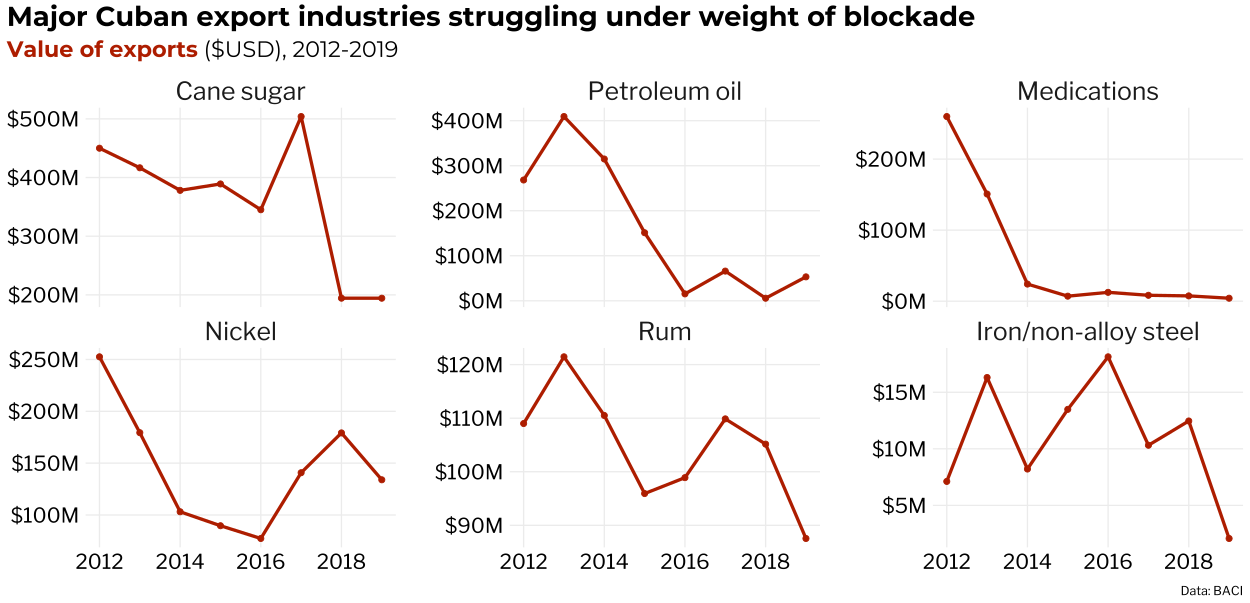 Major Cuban export industries struggling under weight of blockade
Value of exports ($USD), 2012-2019
Cane sugar
$500M
$400M
$300M
$200M
Petroleum oil
$400M
$300M
$200M
$100M
$0M
Medications
$200M
$100M
$0M
Nickel
$250M
$200M
$150M
$100M
2012 2014 2016 2018
Rum
$120M
$110M
$100M
$90M
2012 2014 2016 2018
Iron/non-alloy steel
$15M
$10M
$5M
2012 2014 2016 2018
Data: BACI